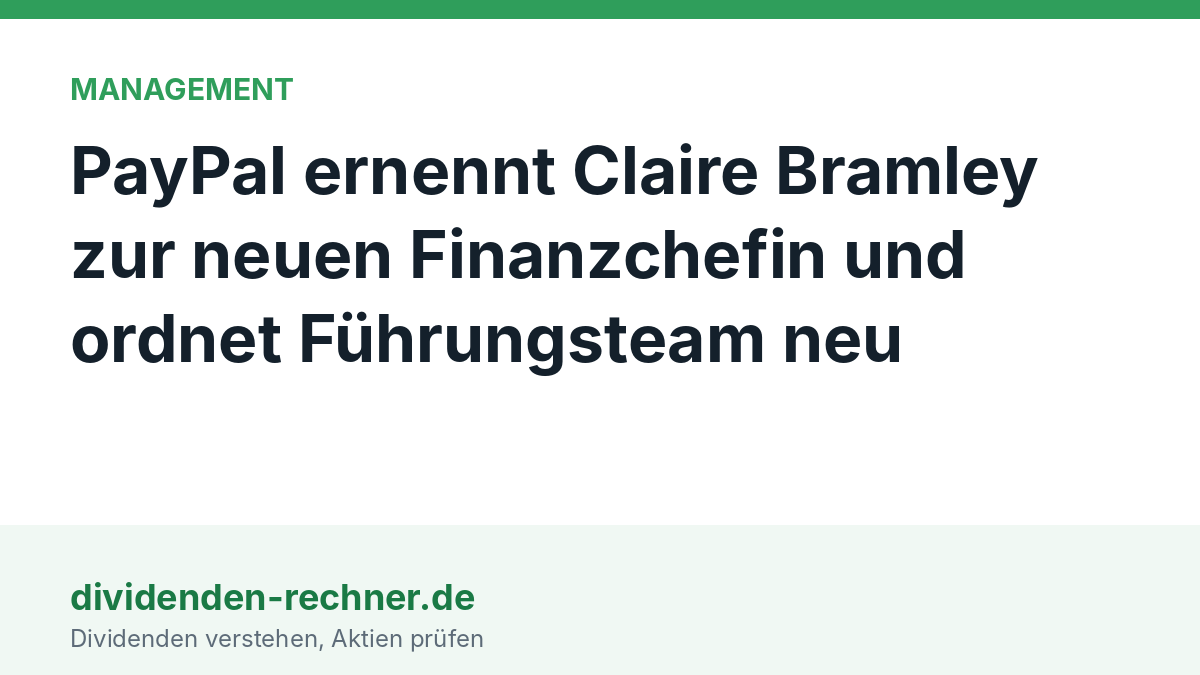 MANAGEMENT
PayPal ernennt Claire Bramley
zur neuen Finanzchefin und
ordnet Führungsteam neu
dividenden-rechner.de
Dividenden verstehen, Aktien prüfen